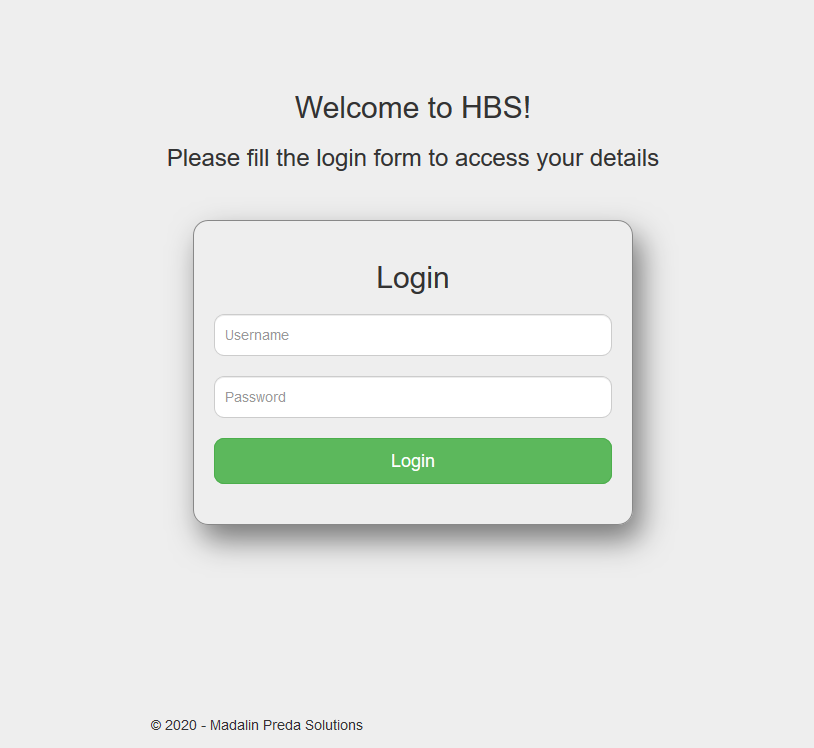 Welcome to HBS!
Please fill the login form to access your details
Login
Username
Password
Login
© 2020 - Madalin Preda Solutions